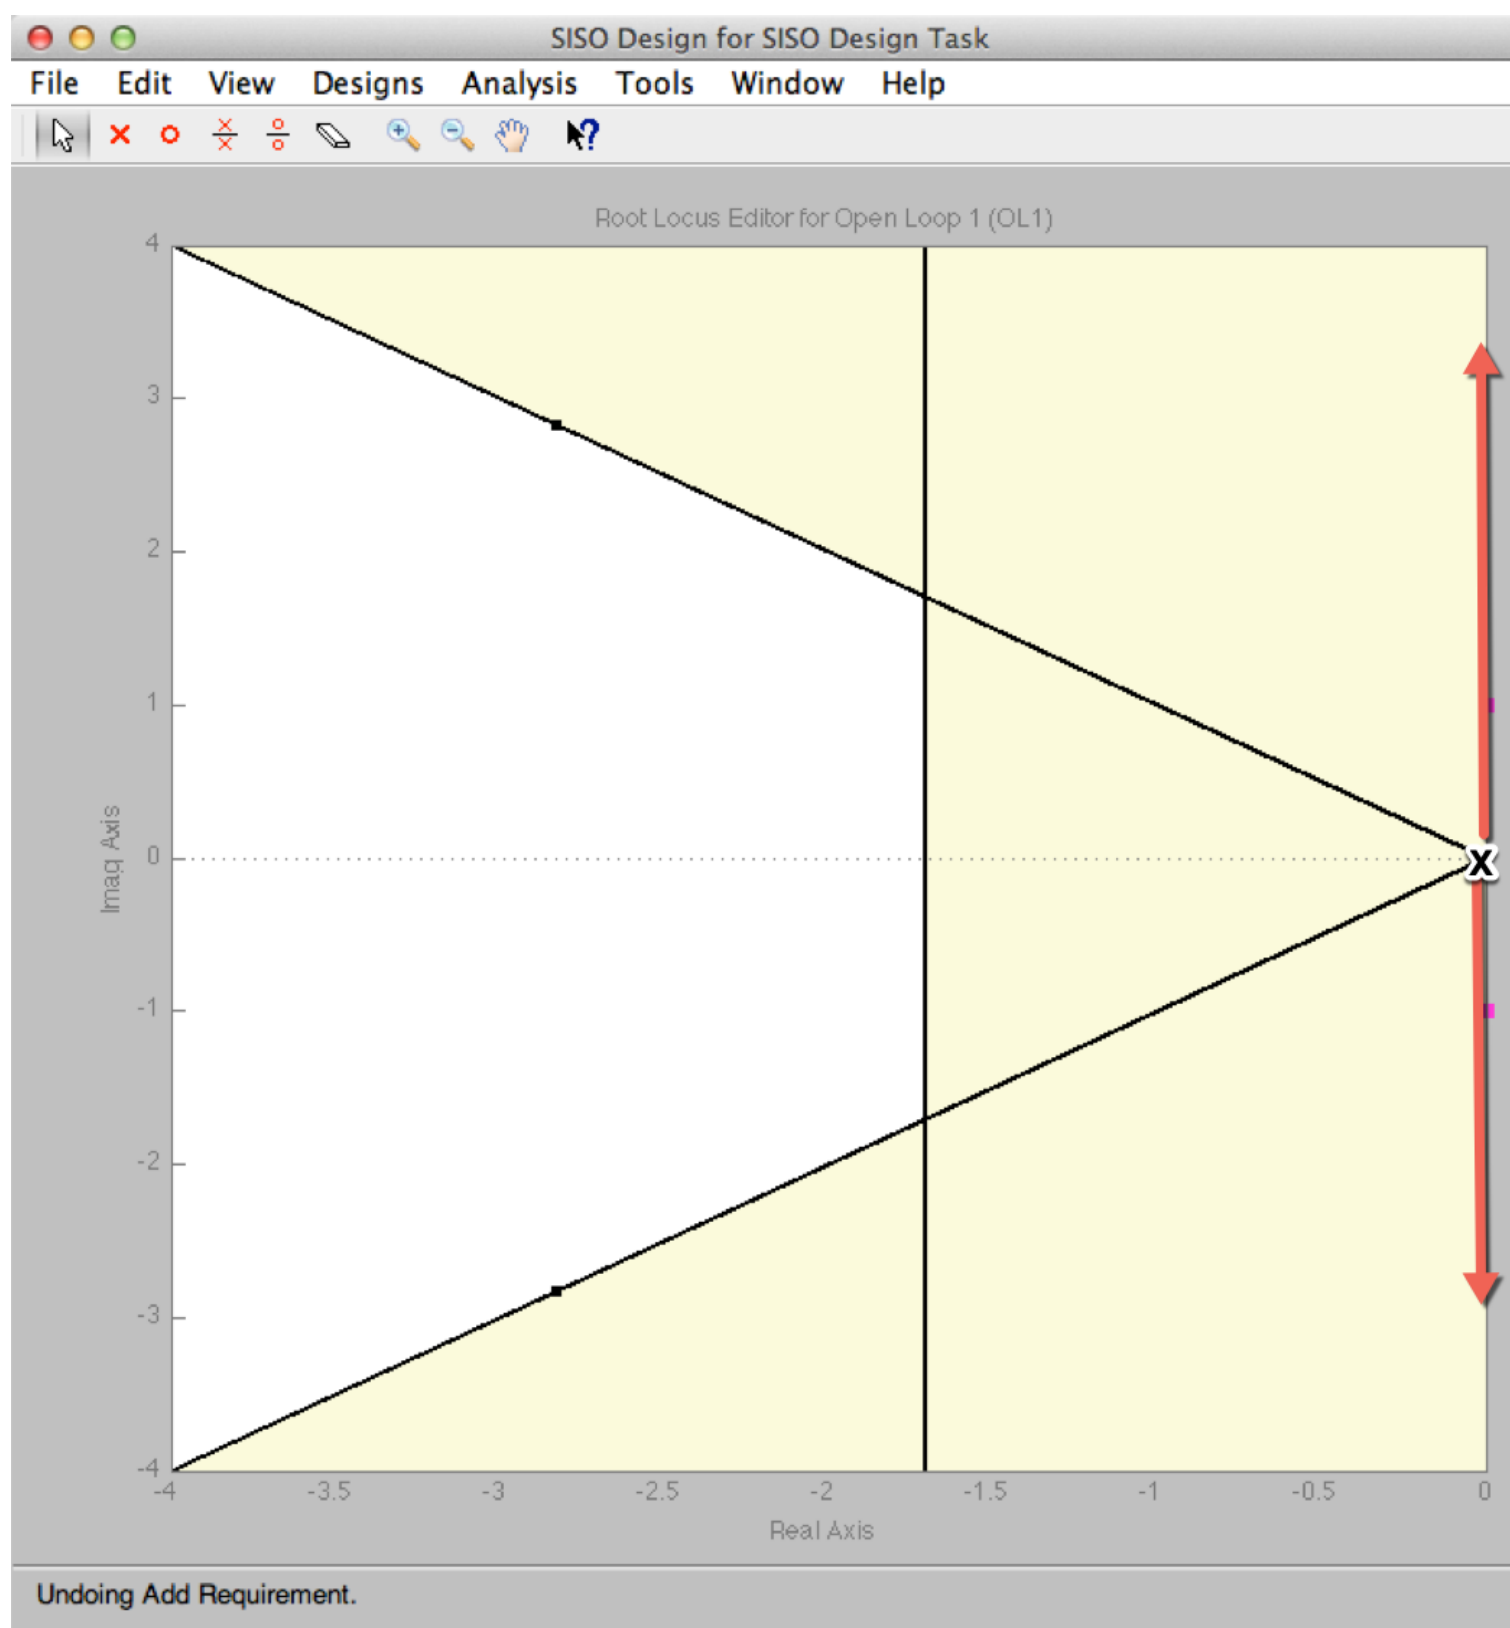 SISO Design for SISO Design Task
File Edit View Designs Analysis Tools Window Help
Root Locus Editor for Open Loop 1 (OL1)
4
3
2
1
0
-1
-2
-3
-4
Imag Axis
-4 -3.5 -3 -2.5 -2 -1.5 -1 -0.5 0
Real Axis
X
Undoing Add Requirement.